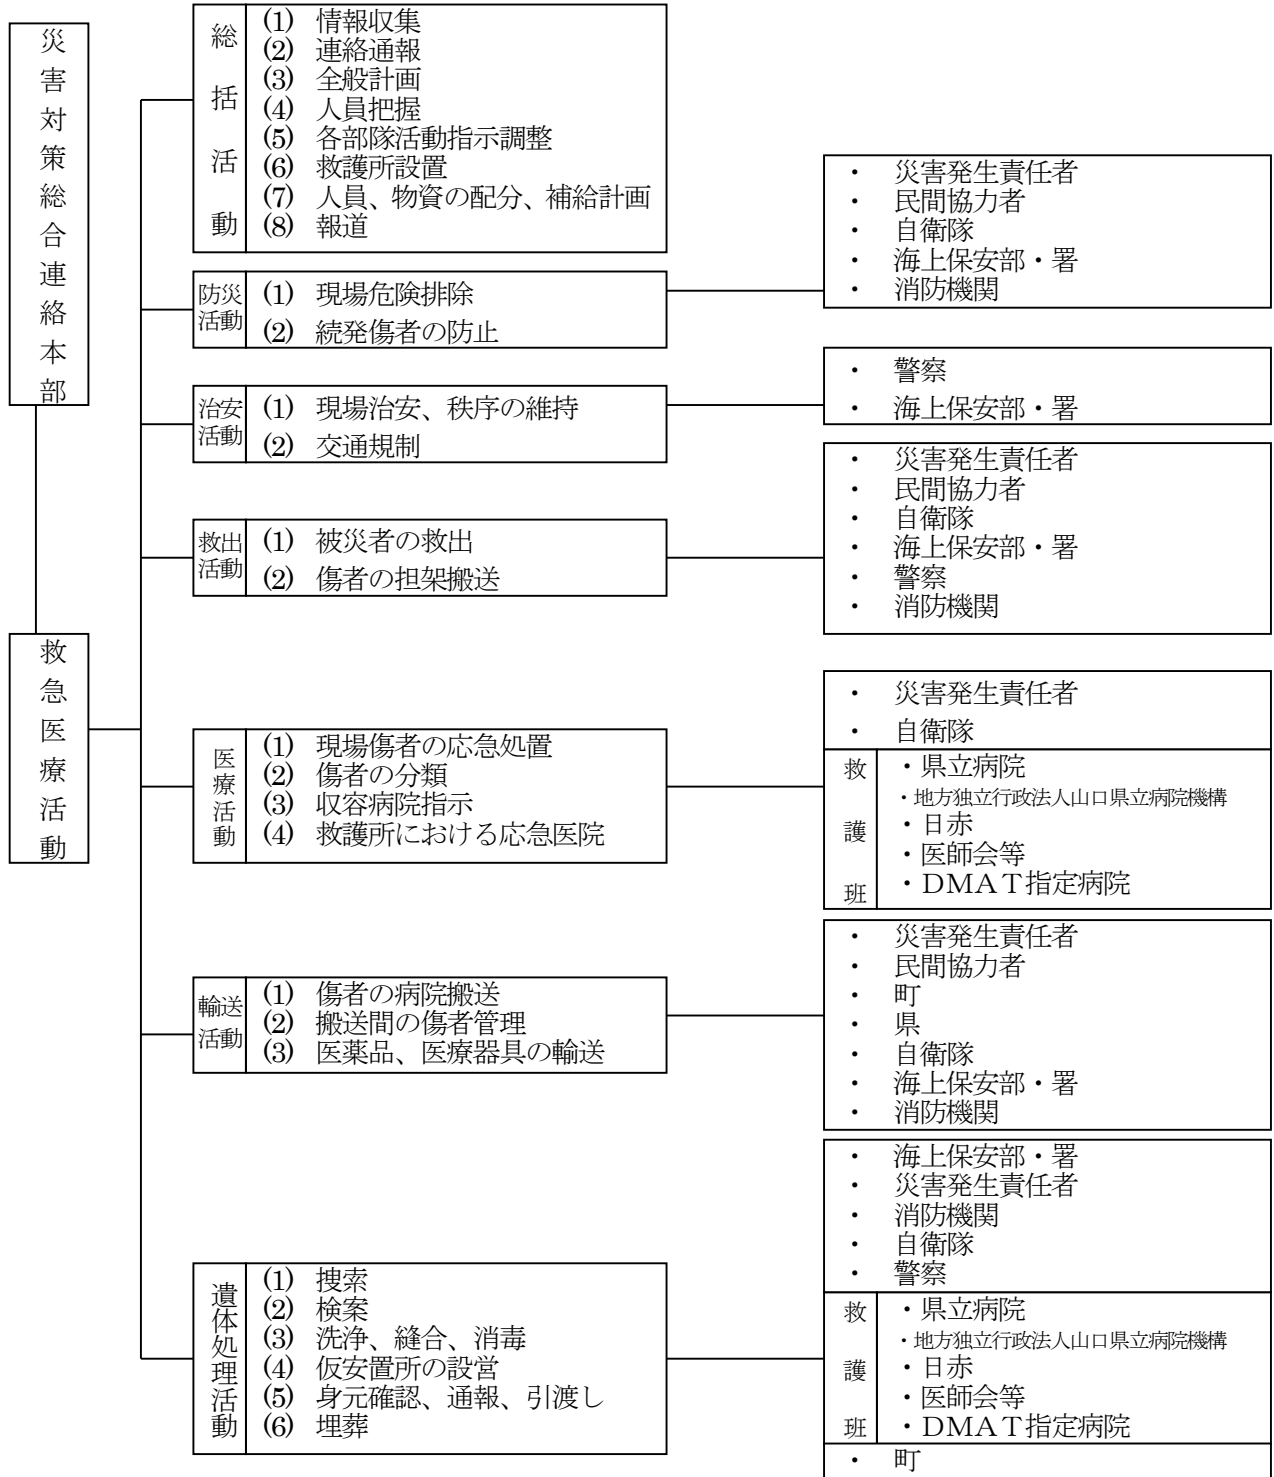 災害対策総合連絡本部
救急医療活動
総括活動
(1) 情報収集
(2) 連絡通報
(3) 全般計画
(4) 人員把握
(5) 各部隊活動指示調整
(6) 救護所設置
(7) 人員、物資の配分、補給計画
(8) 報道
防災
活動
(1) 現場危険排除
(2) 続発傷者の防止
・ 災害発生責任者
・ 民間協力者
・ 自衛隊
・ 海上保安部・署
・ 消防機関
治安
活動
(1) 現場治安、秩序の維持
(2) 交通規制
・ 警察
・ 海上保安部・署
救出
活動
(1) 被災者の救出
(2) 傷者の担架搬送
・ 災害発生責任者
・ 民間協力者
・ 自衛隊
・ 海上保安部・署
・ 警察
・ 消防機関
医療活動
(1) 現場傷者の応急処置
(2) 傷者の分類
(3) 収容病院指示
(4) 救護所における応急医院
・ 災害発生責任者
・ 自衛隊
救護班
・県立病院
・地方独立行政法人山口県立病院機構
・日赤
・医師会等
・ＤＭＡＴ指定病院
輸送
活動
(1) 傷者の病院搬送
(2) 搬送間の傷者管理
(3) 医薬品、医療器具の輸送
・ 災害発生責任者
・ 民間協力者
・ 町
・ 県
・ 自衛隊
・ 海上保安部・署
・ 消防機関
遺体処理活動
(1) 捜索
(2) 検案
(3) 洗浄、縫合、消毒
(4) 仮安置所の設営
(5) 身元確認、通報、引渡し
(6) 埋葬
・ 海上保安部・署
・ 災害発生責任者
・ 消防機関
・ 自衛隊
・ 警察
救護班
・県立病院
・地方独立行政法人山口県立病院機構
・日赤
・医師会等
・ＤＭＡＴ指定病院
・ 町